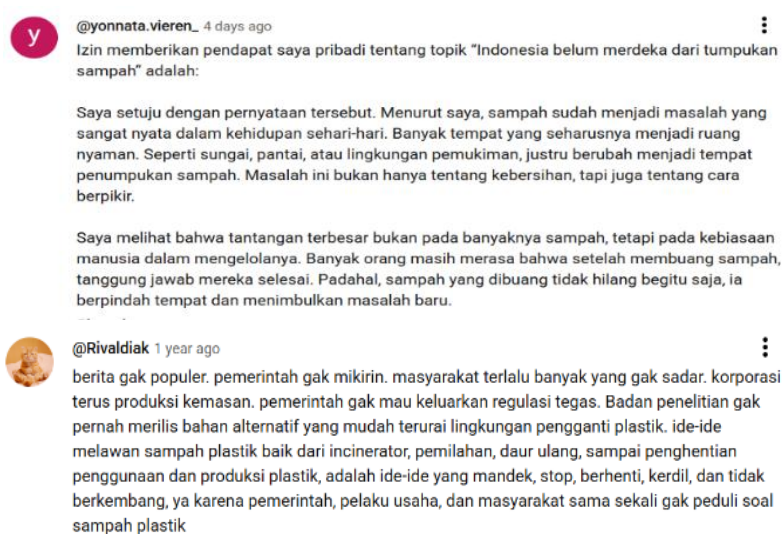 y
@yonnata.vieren_ 4 days ago
Izin memberikan pendapat saya pribadi tentang topik "Indonesia belum merdeka dari tumpukan
sampah" adalah:
Saya setuju dengan pernyataan tersebut. Menurut saya, sampah sudah menjadi masalah yang
sangat nyata dalam kehidupan sehari-hari. Banyak tempat yang seharusnya menjadi ruang
nyaman. Seperti sungai, pantai, atau lingkungan pemukiman, justru berubah menjadi tempat
penumpukan sampah. Masalah ini bukan hanya tentang kebersihan, tapi juga tentang cara
berpikir.
Saya melihat bahwa tantangan terbesar bukan pada banyaknya sampah, tetapi pada kebiasaan
manusia dalam mengelolanya. Banyak orang masih merasa bahwa setelah membuang sampah,
tanggung jawab mereka selesai. Padahal, sampah yang dibuang tidak hilang begitu saja, ia
berpindah tempat dan menimbulkan masalah baru.
@Rivaldiak 1 year ago
berita gak populer. pemerintah gak mikirin. masyarakat terlalu banyak yang gak sadar. korporasi
terus produksi kemasan. pemerintah gak mau keluarkan regulasi tegas. Badan penelitian gak
pernah merilis bahan alternatif yang mudah terurai lingkungan pengganti plastik. ide-ide
melawan sampah plastik baik dari incinerator, pemilahan, daur ulang, sampai penghentian
penggunaan dan produksi plastik, adalah ide-ide yang mandek, stop, berhenti, kerdil, dan tidak
berkembang, ya karena pemerintah, pelaku usaha, dan masyarakat sama sekali gak peduli soal
sampah plastik